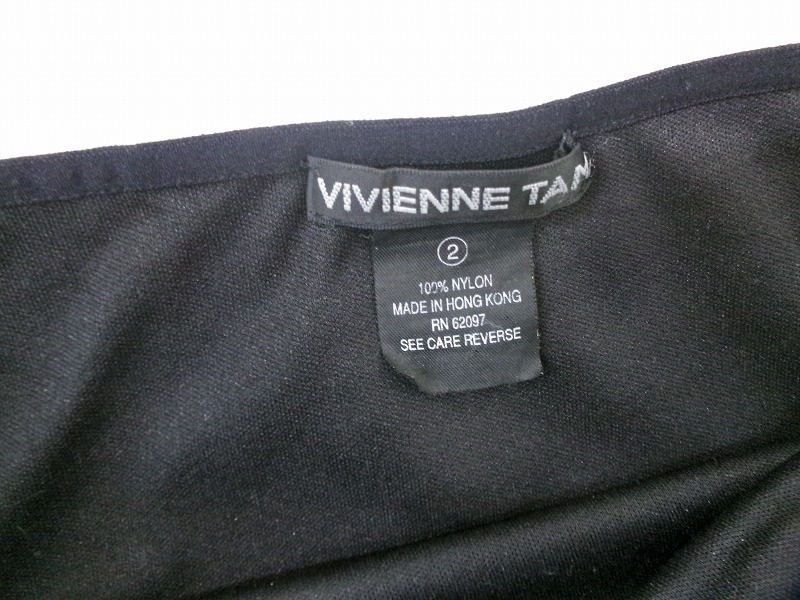 VIVIENNE TAM
2
100% NYLON
MADE IN HONG KONG
RN 62097
SEE CARE REVERSE